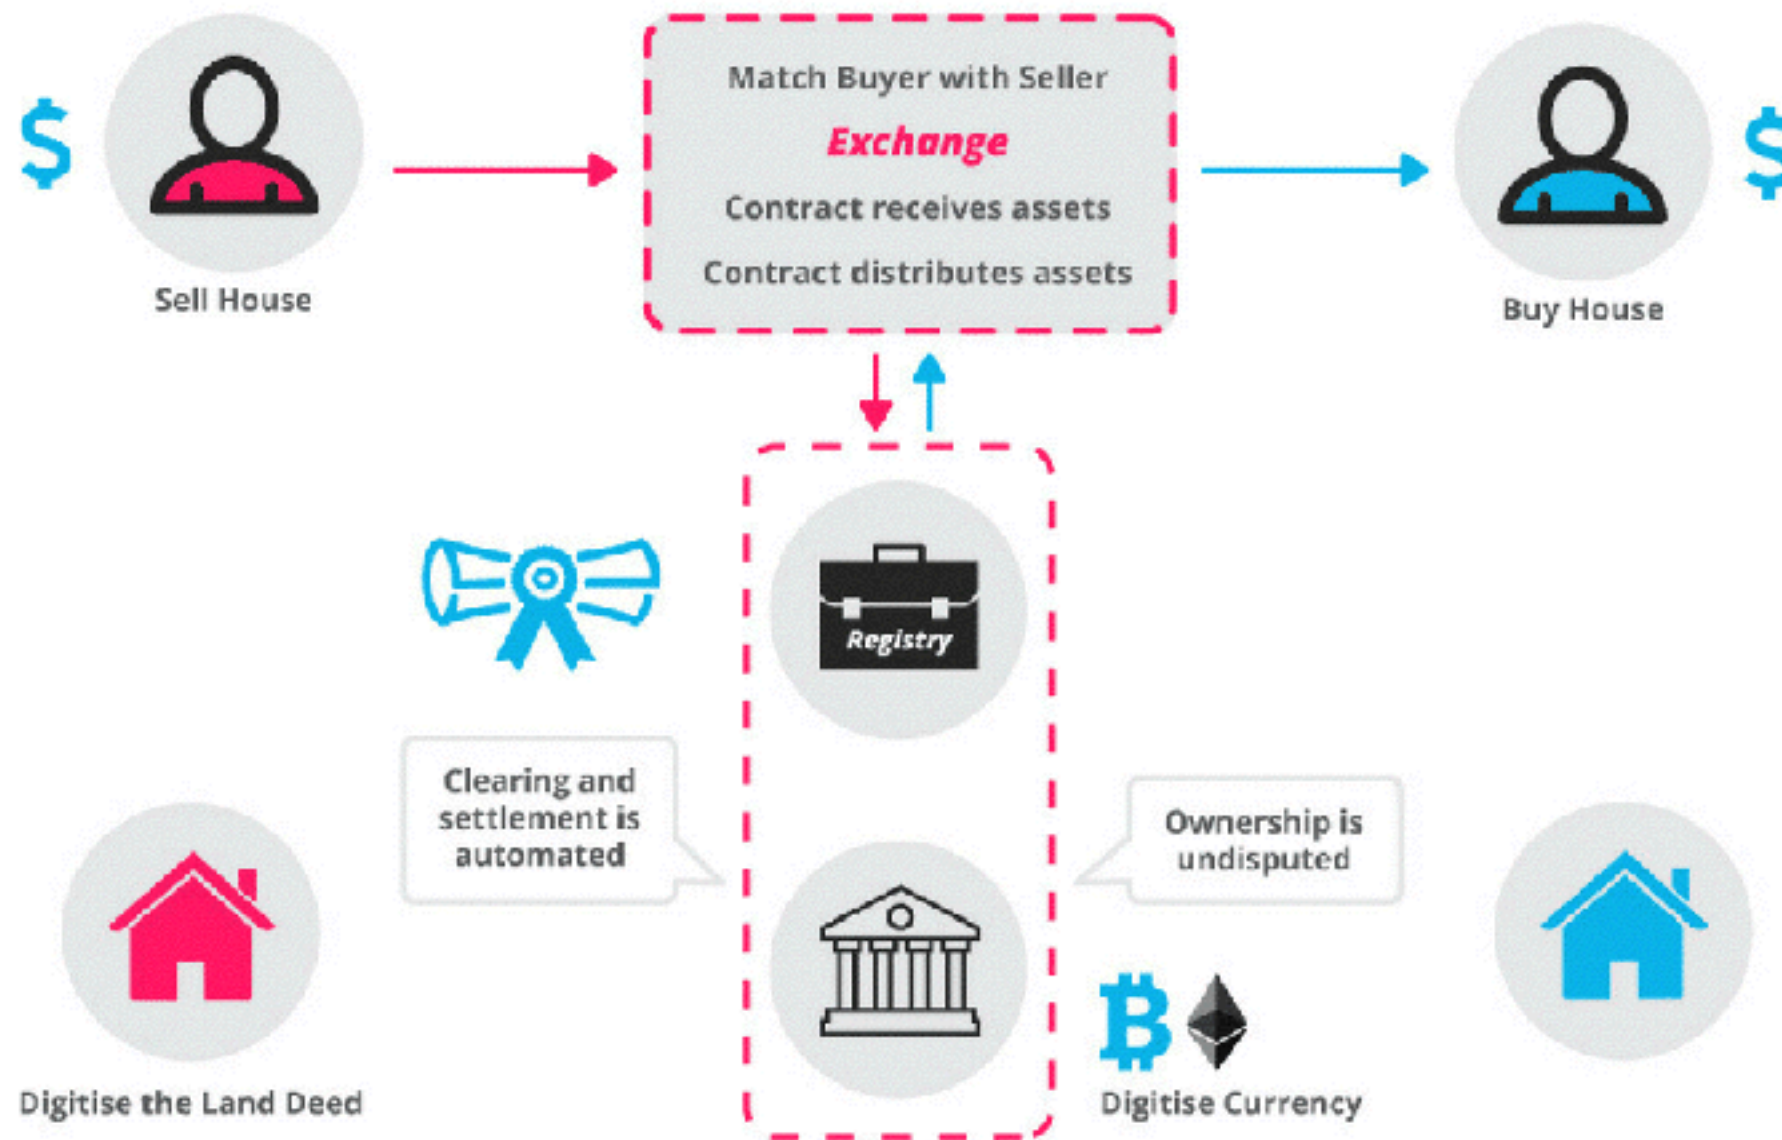 Match Buyer with Seller
Exchange
Contract receives assets
Contract distributes assets
$
$
Sell House
Buy House
Registry
Clearing and
settlement is
automated
Ownership is
undisputed
Digitise the Land Deed
Digitise Currency